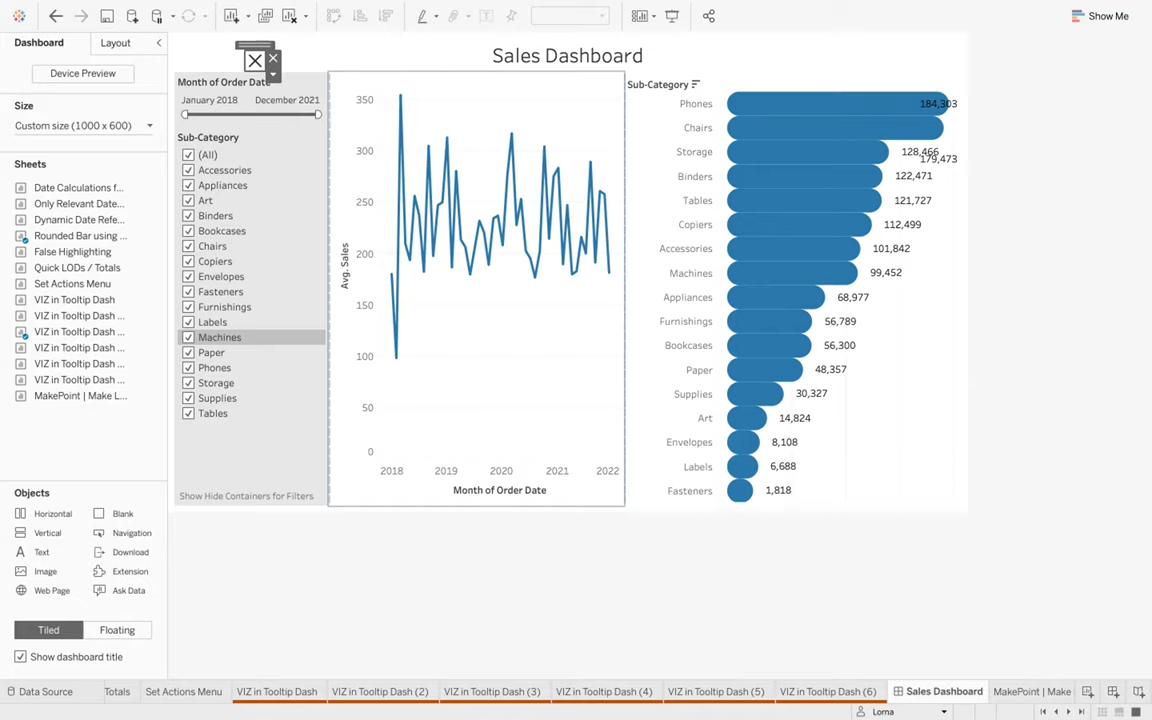 Show Me
Dashboard
Layout
Device Preview
Size
Custom size (1000 x 600)
Sheets
Date Calculations f...
Only Relevant Date...
Dynamic Date Refe...
Rounded Bar using ...
False Highlighting
Quick LODs / Totals
Set Actions Menu
VIZ in Tooltip Dash
VIZ in Tooltip Dash ...
VIZ in Tooltip Dash ...
VIZ in Tooltip Dash ...
VIZ in Tooltip Dash ...
VIZ in Tooltip Dash ...
MakePoint | Make L...
Objects
Horizontal
Blank
Vertical
Navigation
Text
Download
Image
Extension
Web Page
Ask Data
Tiled
Floating
Show dashboard title
Sales Dashboard
Month of Order Date
January 2018
December 2021
Sub-Category
(All)
Accessories
Appliances
Art
Binders
Bookcases
Chairs
Copiers
Envelopes
Fasteners
Furnishings
Labels
Machines
Paper
Phones
Storage
Supplies
Tables
Show Hide Containers for Filters
350
300
250
200
150
100
50
0
Avg. Sales
2018
2019
2020
2021
2022
Month of Order Date
Sub-Category
Phones 184,303
Chairs 179,473
Storage 128,466
Binders 122,471
Tables 121,727
Copiers 112,499
Accessories 101,842
Machines 99,452
Appliances 68,977
Furnishings 56,789
Bookcases 56,300
Paper 48,357
Supplies 30,327
Art 14,824
Envelopes 8,108
Labels 6,688
Fasteners 1,818
Data Source
Totals
Set Actions Menu
VIZ in Tooltip Dash
VIZ in Tooltip Dash (2)
VIZ in Tooltip Dash (3)
VIZ in Tooltip Dash (4)
VIZ in Tooltip Dash (5)
VIZ in Tooltip Dash (6)
Sales Dashboard
MakePoint | Make
Lorna